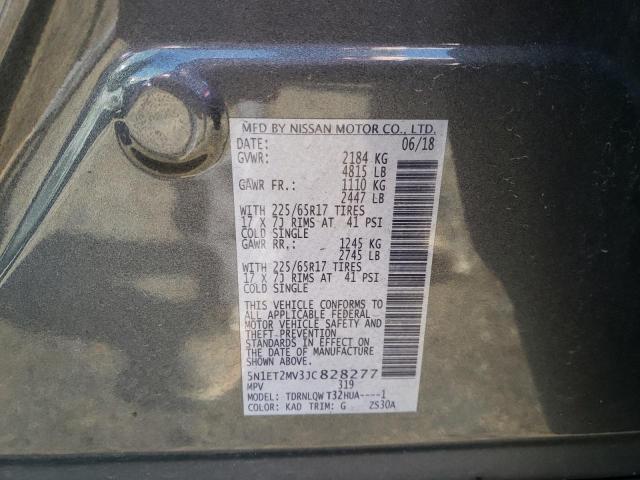 MFD BY NISSAN MOTOR CO., LTD.
DATE: 06/18
GVWR: 2184 KG
4815 LB
GAWR FR.: 1110 KG
2447 LB
WITH 225/65R17 TIRES
17 X 7J RIMS AT 41 PSI
COLD SINGLE
GAWR RR.: 1245 KG
2745 LB
WITH 225/65R17 TIRES
17 X 7J RIMS AT 41 PSI
COLD SINGLE
THIS VEHICLE CONFORMS TO
ALL APPLICABLE FEDERAL
MOTOR VEHICLE SAFETY AND
THEFT-PREVENTION
STANDARDS IN EFFECT ON
THE DATE OF MANUFACTURE
SHOWN ABOVE.
5N1ET2MV3JC828277
MPV 319
MODEL: TDRNLQWT32HUA----1
COLOR: KAD TRIM: G ZS30A